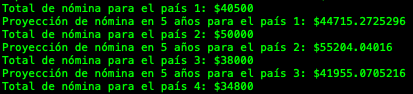 Total de nómina para el país 1: $40500
Proyección de nómina en 5 años para el país 1: $44715.2725296
Total de nómina para el país 2: $50000
Proyección de nómina en 5 años para el país 2: $55204.04016
Total de nómina para el país 3: $38000
Proyección de nómina en 5 años para el país 3: $41955.0705216
Total de nómina para el país 4: $34800